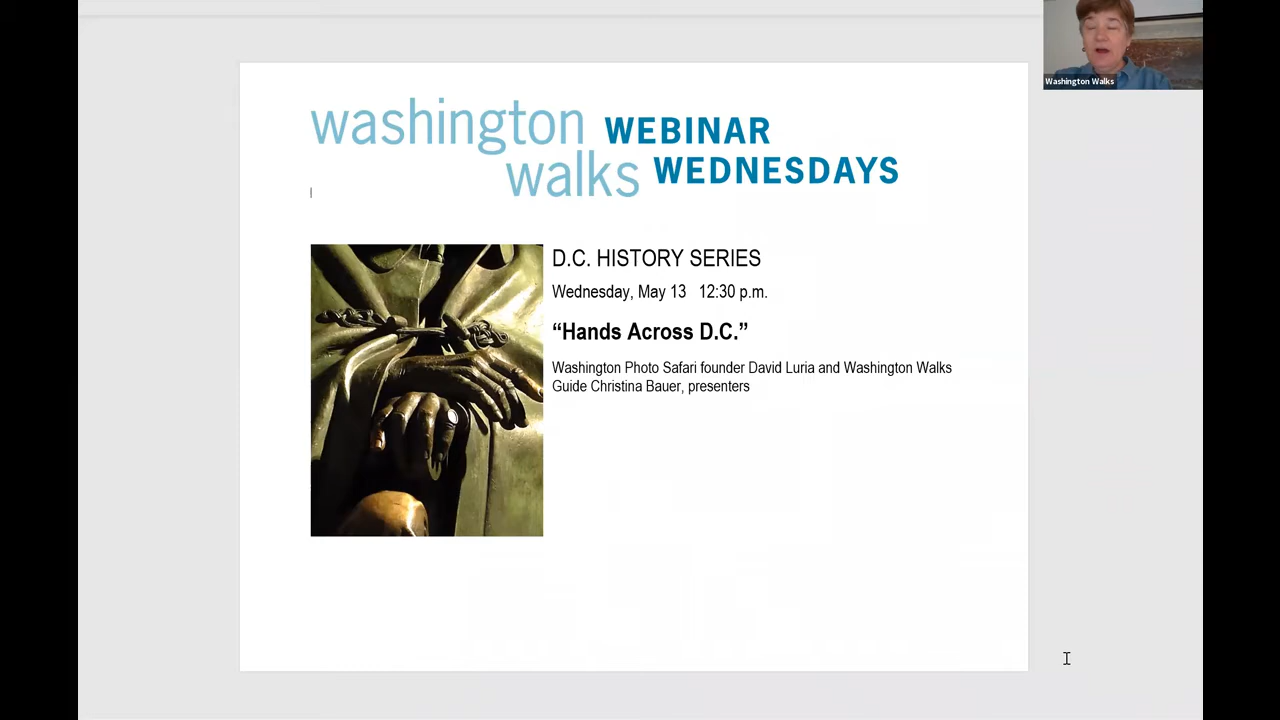 washington WEBINAR
walks WEDNESDAYS
D.C. HISTORY SERIES
Wednesday, May 13 12:30 p.m.
“Hands Across D.C.”
Washington Photo Safari founder David Luria and Washington Walks
Guide Christina Bauer, presenters
Washington Walks